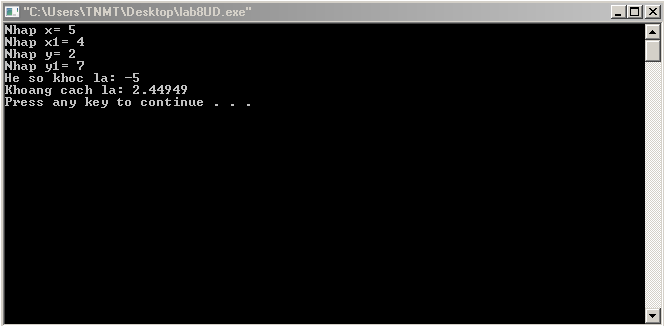 "C:\Users\TNMT\Desktop\lab8UD.exe"
Nhap x= 5
Nhap x1= 4
Nhap y= 2
Nhap y1= 7
He so khoc la: -5
Khoang cach la: 2.44949
Press any key to continue . . .